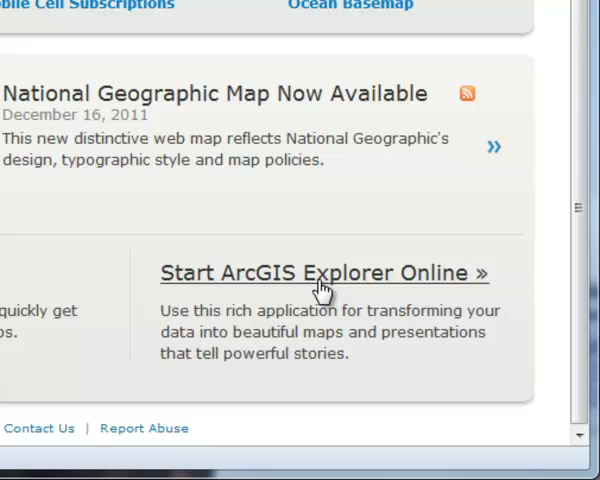 bile Cell Subscriptions
Ocean Basemap
National Geographic Map Now Available
December 16, 2011
This new distinctive web map reflects National Geographic's
design, typographic style and map policies.
»
Start ArcGIS Explorer Online »
quickly get
os.
Use this rich application for transforming your
data into beautiful maps and presentations
that tell powerful stories.
Contact Us | Report Abuse